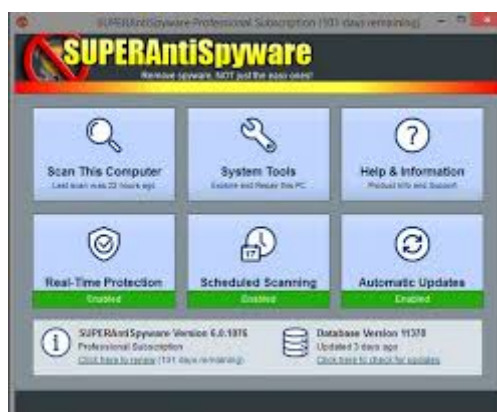 SUPERAntiSpyware Professional Subscription (101 days remaining)
SUPERAntiSpyware
Remove spyware, NOT just the easy ones!
Scan This Computer
Last scan was 22 hours ago
System Tools
Explore and Repair this PC
Help & Information
Product Info and Support
Real-Time Protection
Enabled
Scheduled Scanning
Enabled
Automatic Updates
Enabled
SUPERAntiSpyware Version 6.0.1076
Professional Subscription
Click here to renew (101 days remaining)
Database Version 11370
Updated 3 days ago
Click here to check for updates